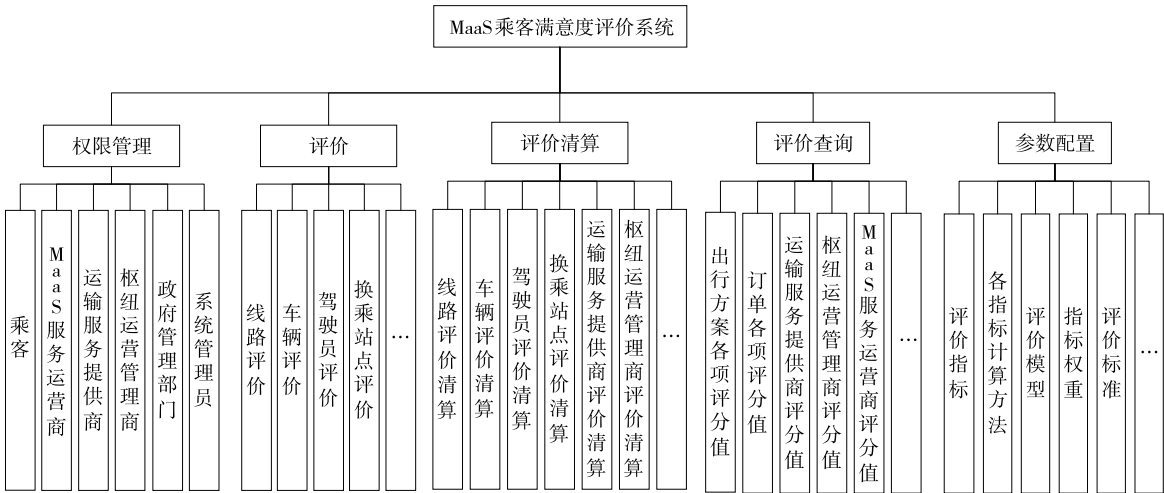 MaaS乘客满意度评价系统
权限管理
评价
评价清算
评价查询
参数配置
乘客
MaaS服务运营商
运输服务提供商
枢纽运营管理商
政府管理部门
系统管理员
线路评价
车辆评价
驾驶员评价
换乘站点评价
…
线路评价清算
车辆评价清算
驾驶员评价清算
换乘站点评价清算
运输服务提供商评价清算
枢纽运营管理商评价清算
…
出行方案各项评分值
订单各项评分值
运输服务提供商评分值
枢纽运营管理商评分值
MaaS服务运营商评分值
…
评价指标
各指标计算方法
评价模型
指标权重
评价标准
…